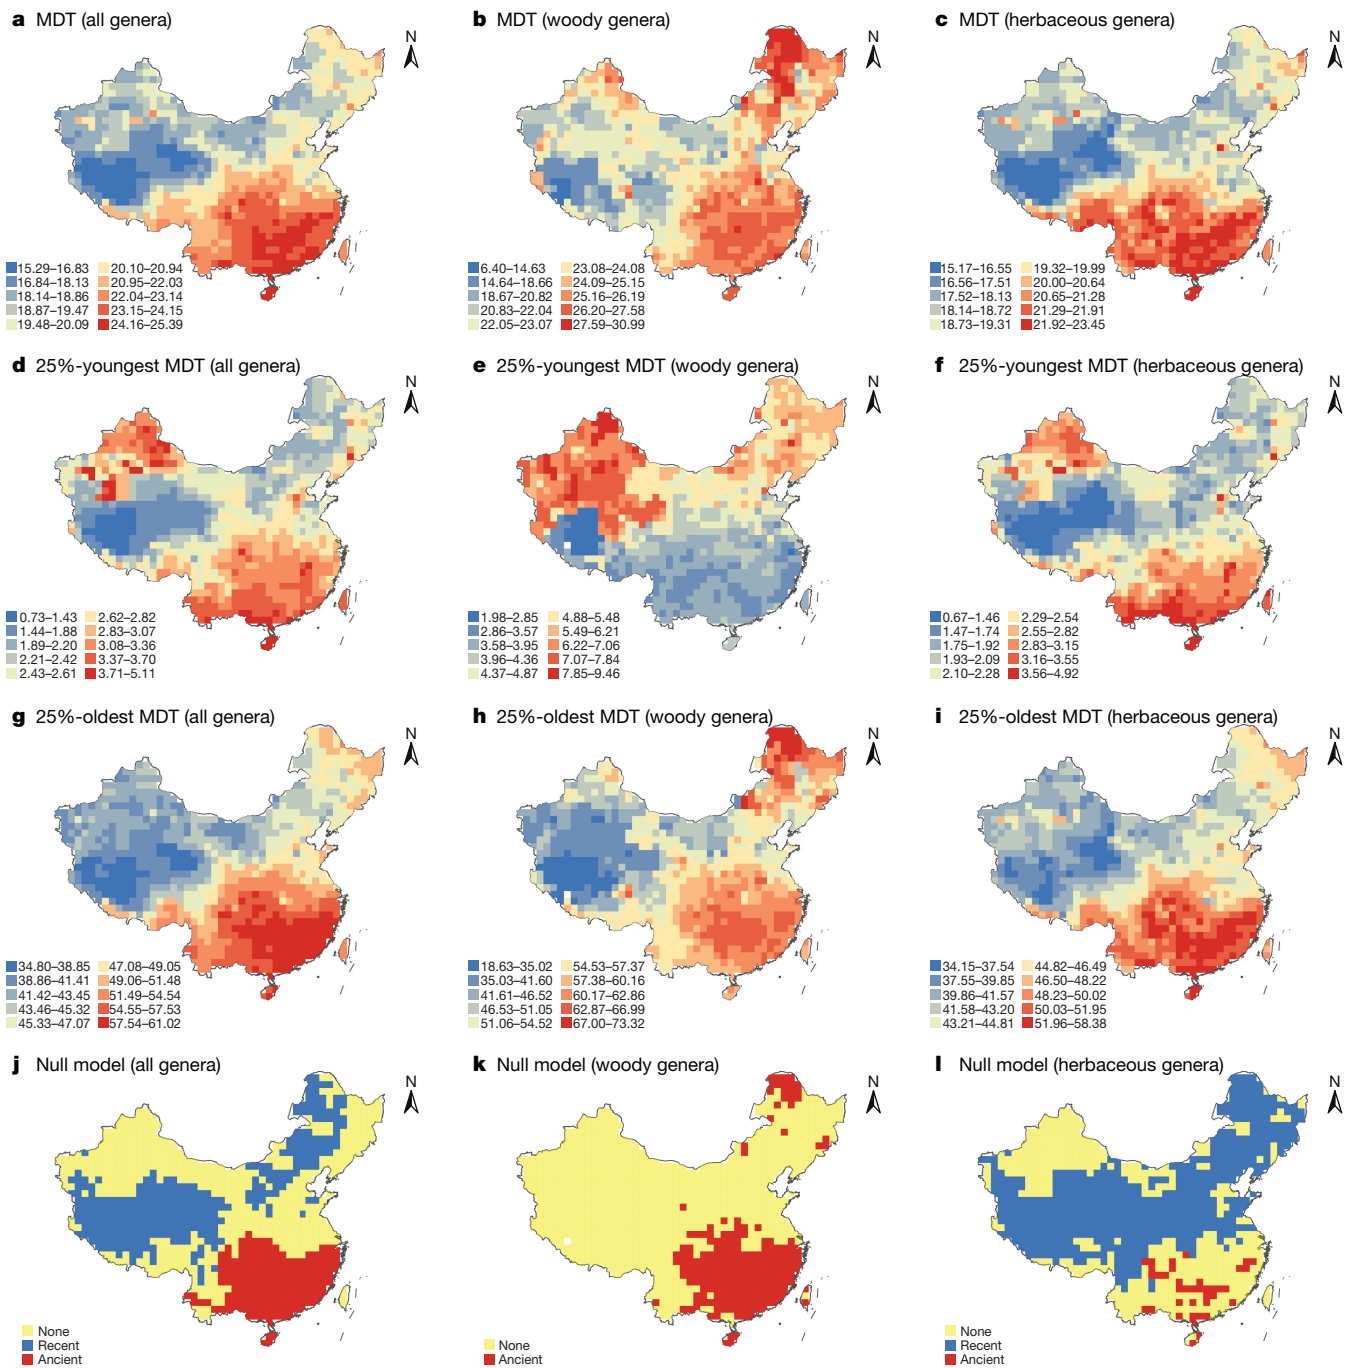 a MDT (all genera)
N
15.29–16.83 20.10–20.94
16.84–18.13 20.95–22.03
18.14–18.86 22.04–23.14
18.87–19.47 23.15–24.15
19.48–20.09 24.16–25.39
b MDT (woody genera)
N
6.40–14.63 23.08–24.08
14.64–18.66 24.09–25.15
18.67–20.82 25.16–26.19
20.83–22.04 26.20–27.58
22.05–23.07 27.59–30.99
c MDT (herbaceous genera)
N
15.17–16.55 19.32–19.99
16.56–17.51 20.00–20.64
17.52–18.13 20.65–21.28
18.14–18.72 21.29–21.91
18.73–19.31 21.92–23.45
d 25%-youngest MDT (all genera)
N
0.73–1.43 2.62–2.82
1.44–1.88 2.83–3.07
1.89–2.20 3.08–3.36
2.21–2.42 3.37–3.70
2.43–2.61 3.71–5.11
e 25%-youngest MDT (woody genera)
N
1.98–2.85 4.88–5.48
2.86–3.57 5.49–6.21
3.58–3.95 6.22–7.06
3.96–4.36 7.07–7.84
4.37–4.87 7.85–9.46
f 25%-youngest MDT (herbaceous genera)
N
0.67–1.46 2.29–2.54
1.47–1.74 2.55–2.82
1.75–1.92 2.83–3.15
1.93–2.09 3.16–3.55
2.10–2.28 3.56–4.92
g 25%-oldest MDT (all genera)
N
34.80–38.85 47.08–49.05
38.86–41.41 49.06–51.48
41.42–43.45 51.49–54.54
43.46–45.32 54.55–57.53
45.33–47.07 57.54–61.02
h 25%-oldest MDT (woody genera)
N
18.63–35.02 54.53–57.37
35.03–41.60 57.38–60.16
41.61–46.52 60.17–62.86
46.53–51.05 62.87–66.99
51.06–54.52 67.00–73.32
i 25%-oldest MDT (herbaceous genera)
N
34.15–37.54 44.82–46.49
37.55–39.85 46.50–48.22
39.86–41.57 48.23–50.02
41.58–43.20 50.03–51.95
43.21–44.81 51.96–58.38
j Null model (all genera)
N
None
Recent
Ancient
k Null model (woody genera)
N
None
Ancient
l Null model (herbaceous genera)
N
None
Recent
Ancient